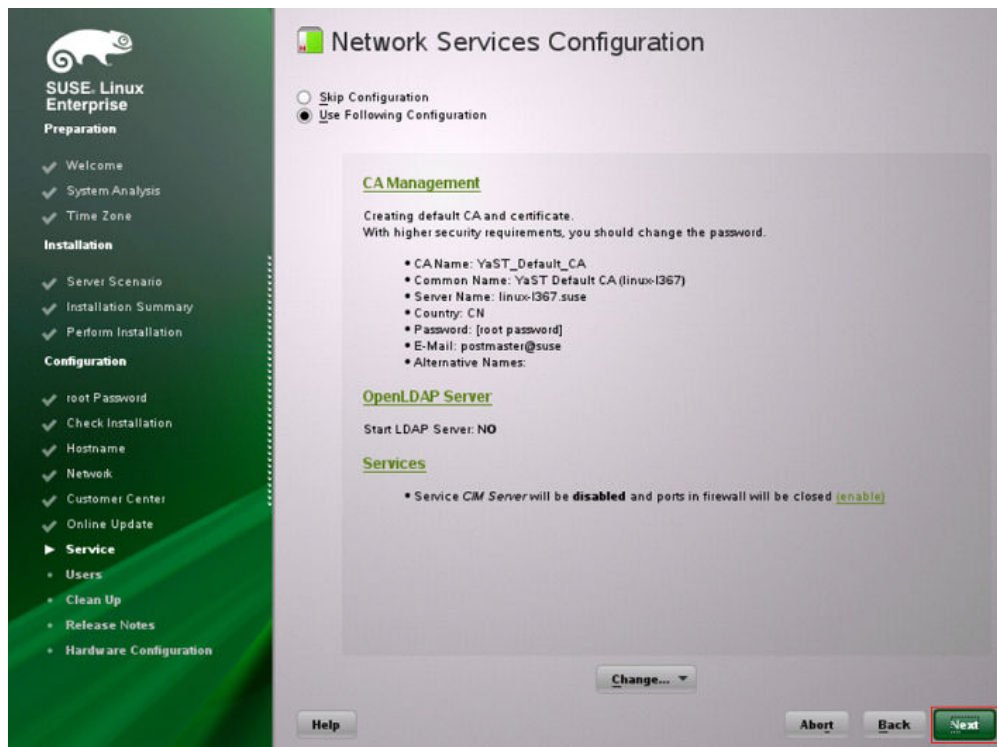 SUSE. Linux
Enterprise
Preparation
Welcome
System Analysis
Time Zone
Installation
Server Scenario
Installation Summary
Perform Installation
Configuration
root Password
Check Installation
Hostname
Network
Customer Center
Online Update
Service
Users
Clean Up
Release Notes
Hardware Configuration
Network Services Configuration
Skip Configuration
Use Following Configuration
CA Management
Creating default CA and certificate.
With higher security requirements, you should change the password.
• CA Name: YaST_Default_CA
• Common Name: YaST Default CA (linux-l367)
• Server Name: linux-l367.suse
• Country: CN
• Password: [root password]
• E-Mail: postmaster@suse
• Alternative Names:
OpenLDAP Server
Start LDAP Server: NO
Services
• Service CIM Server will be disabled and ports in firewall will be closed (enable)
Change...
Help
Abort
Back
Next